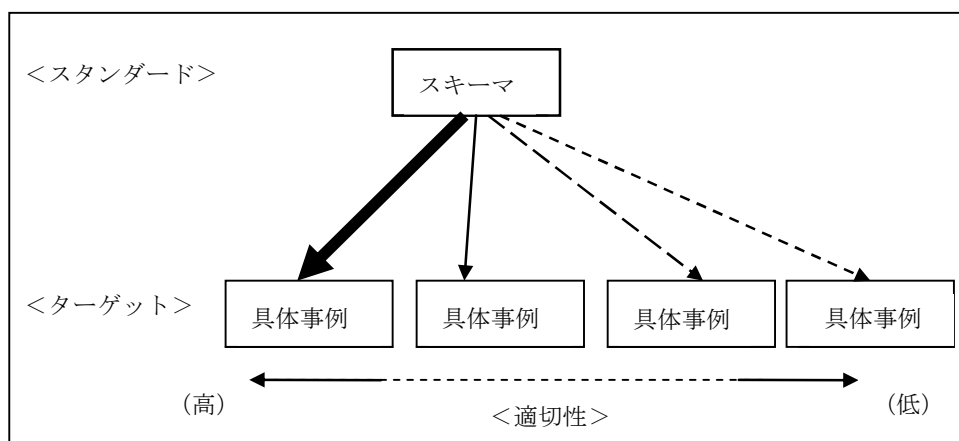 ＜スタンダード＞
スキーマ
＜ターゲット＞
具体事例
具体事例
具体事例
具体事例
（高）
＜適切性＞
（低）